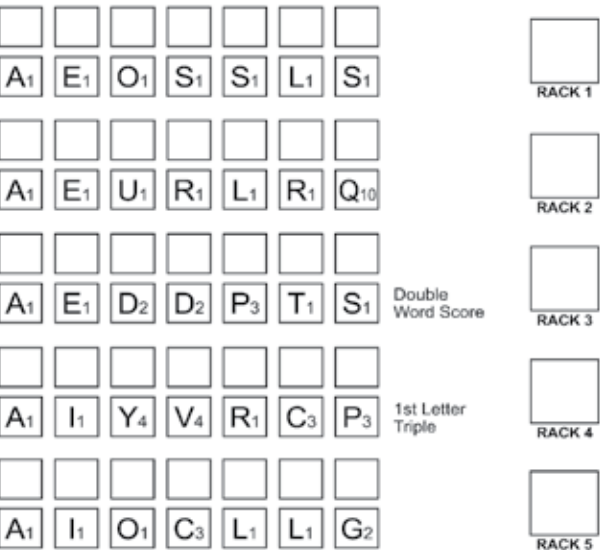 A1 E1 O1 S1 S1 L1 S1
RACK 1
A1 E1 U1 R1 L1 R1 Q10
RACK 2
A1 E1 D2 D2 P3 T1 S1
Double
Word Score
RACK 3
A1 I1 Y4 V4 R1 C3 P3
1st Letter
Triple
RACK 4
A1 I1 O1 C3 L1 L1 G2
RACK 5